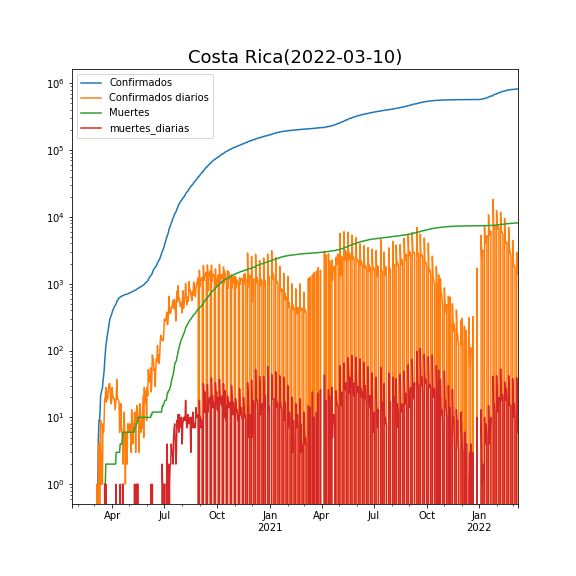 Costa Rica(2022-03-10)
Confirmados
Confirmados diarios
Muertes
muertes_diarias
10⁶
10⁵
10⁴
10³
10²
10¹
10⁰
Apr Jul Oct Jan Apr Jul Oct Jan
2021 2022